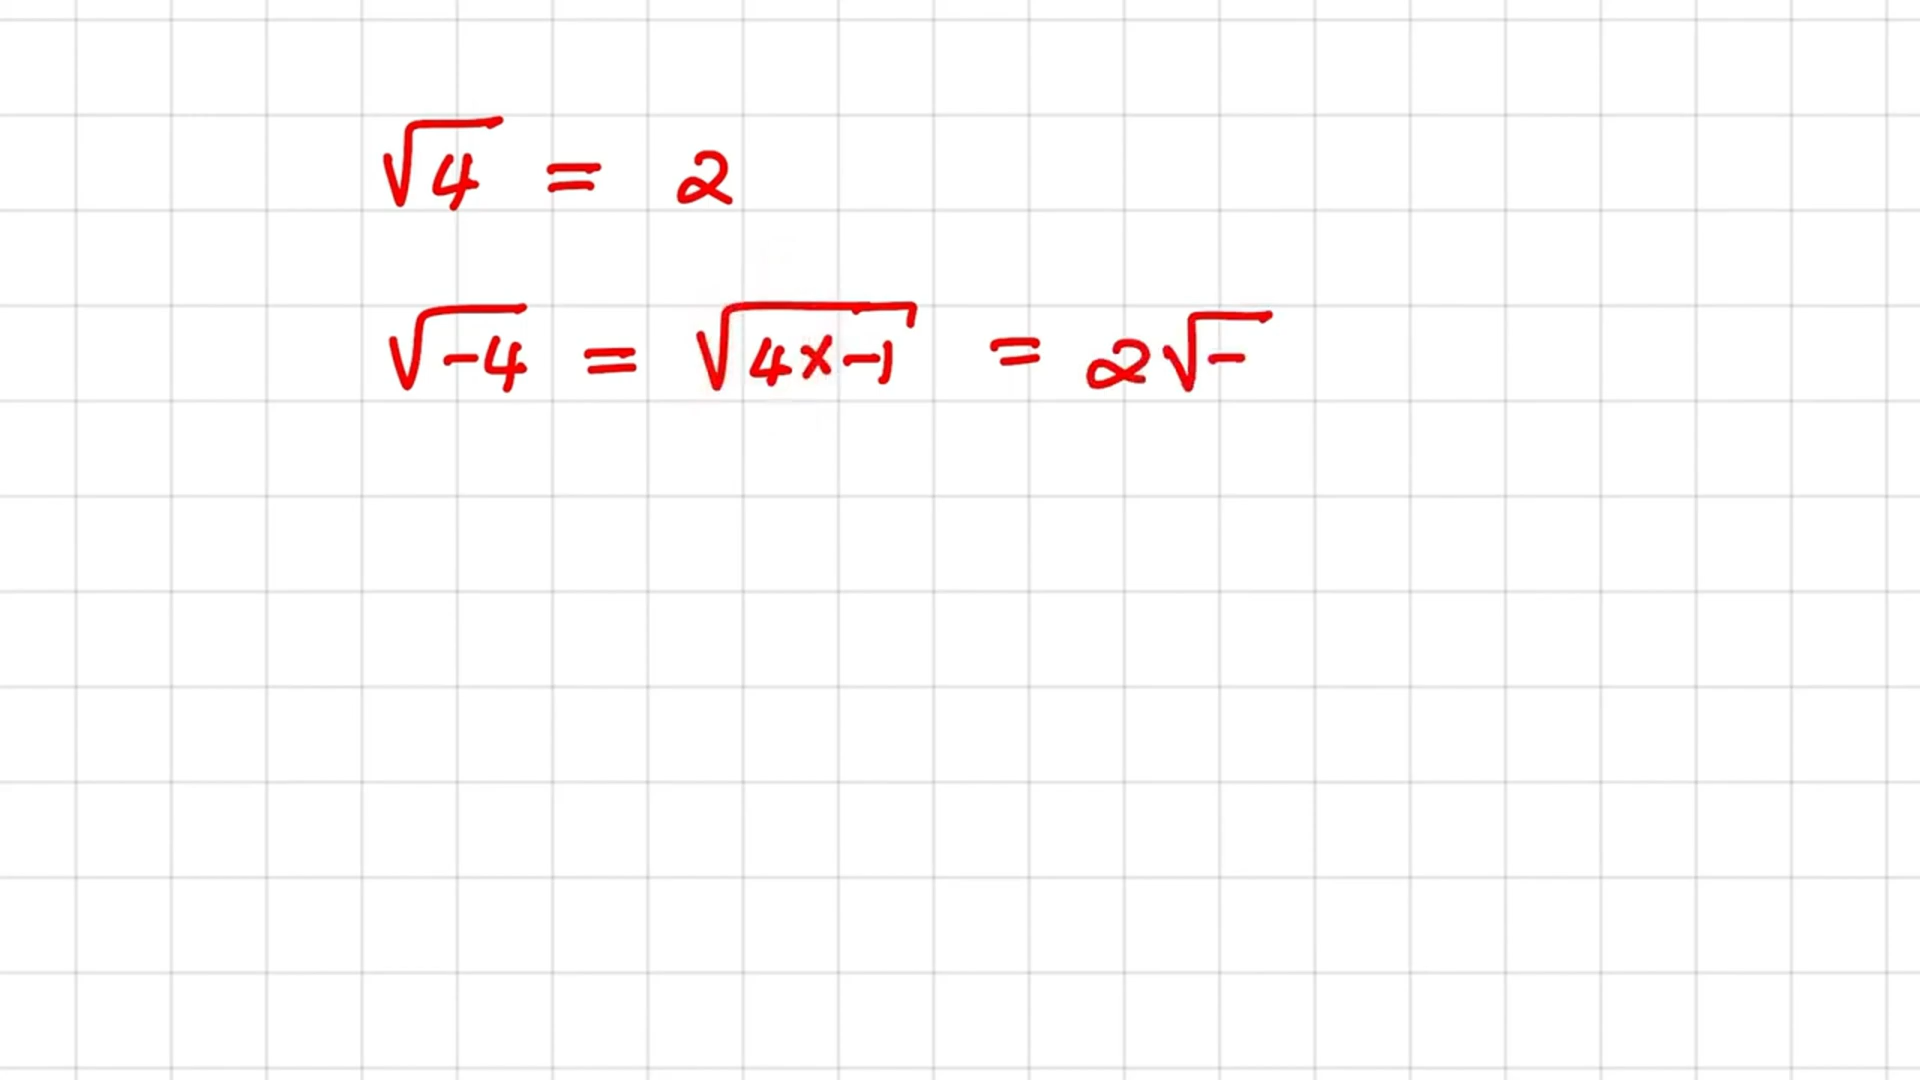 √4 = 2
√-4 = √4×-1 = 2√-